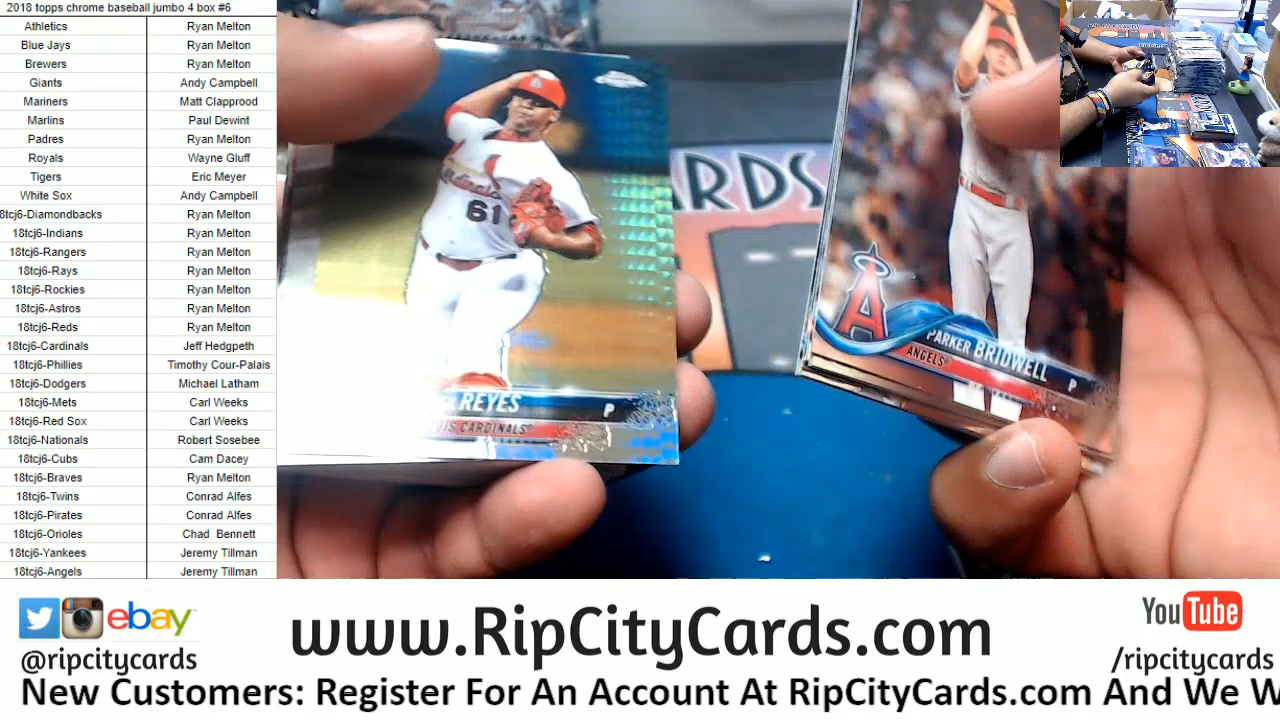 2018 topps chrome baseball jumbo 4 box #6
Athletics Ryan Melton
Blue Jays Ryan Melton
Brewers Ryan Melton
Giants Andy Campbell
Mariners Matt Clapprood
Marlins Paul Dewint
Padres Ryan Melton
Royals Wayne Gluff
Tigers Eric Meyer
White Sox Andy Campbell
18tcj6-Diamondbacks Ryan Melton
18tcj6-Indians Ryan Melton
18tcj6-Rangers Ryan Melton
18tcj6-Rays Ryan Melton
18tcj6-Rockies Ryan Melton
18tcj6-Astros Ryan Melton
18tcj6-Reds Ryan Melton
18tcj6-Cardinals Jeff Hedgpeth
18tcj6-Phillies Timothy Cour-Palais
18tcj6-Dodgers Michael Latham
18tcj6-Mets Carl Weeks
18tcj6-Red Sox Carl Weeks
18tcj6-Nationals Robert Sosebee
18tcj6-Cubs Cam Dacey
18tcj6-Braves Ryan Melton
18tcj6-Twins Conrad Alfes
18tcj6-Pirates Conrad Alfes
18tcj6-Orioles Chad Bennett
18tcj6-Yankees Jeremy Tillman
18tcj6-Angels Jeremy Tillman
61
REYES P
CARDINALS
ARDS
A
PARKER BRIDWELL P
ANGELS
ebay
@ripcitycards
www.RipCityCards.com
YouTube
/ripcitycards
New Customers: Register For An Account At RipCityCards.com And We W